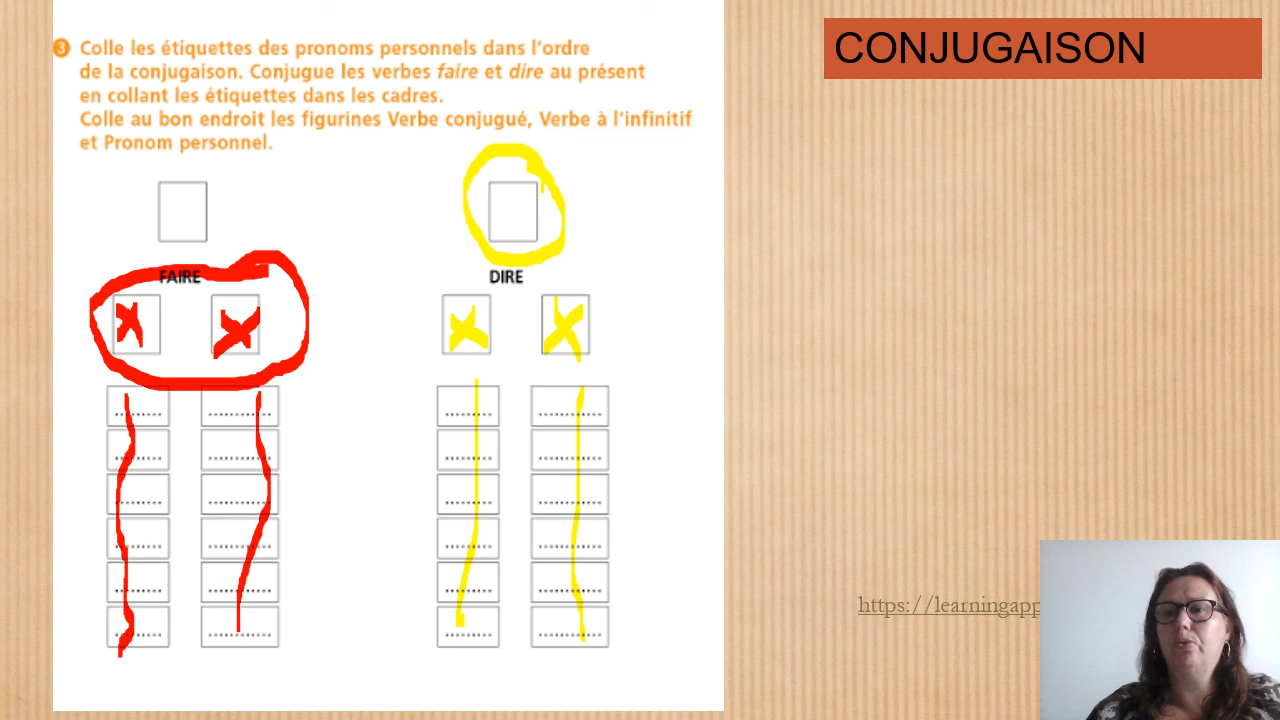 CONJUGAISON
3 Colle les étiquettes des pronoms personnels dans l'ordre
de la conjugaison. Conjugue les verbes faire et dire au présent
en collant les étiquettes dans les cadres.
Colle au bon endroit les figurines Verbe conjugué, Verbe à l'infinitif
et Pronom personnel.
FAIRE
DIRE
https://learningapp